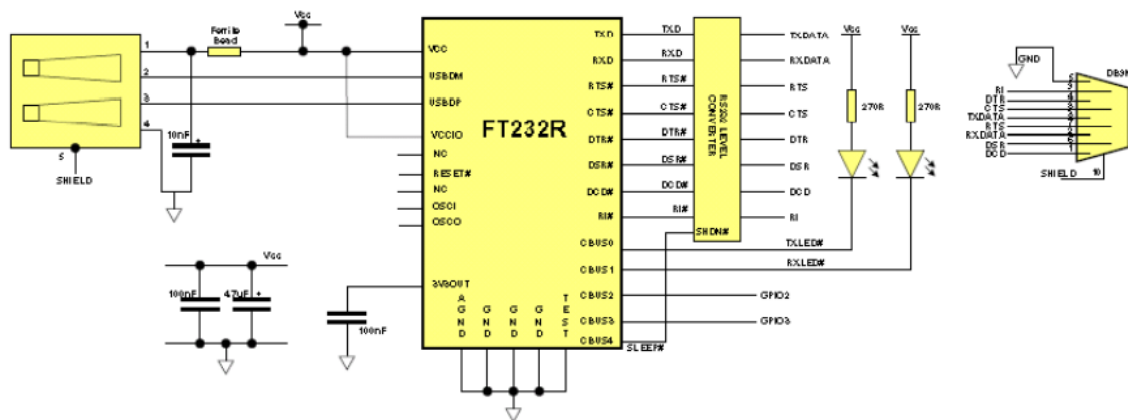 Vcc
Ferrite
Bead
1
2
3
4
5
SHIELD
10nF
+
VCC
USBDM
USBDP
VCCIO
NC
RESET#
NC
OSCI
OSCO
3V3OUT
FT232R
AGND
GND
GND
GND
TEST
TXD
RXD
RTS#
CTS#
DTR#
DSR#
DCD#
RI#
CBUS0
CBUS1
CBUS2
CBUS3
CBUS4
TXD
RXD
RTS#
CTS#
DTR#
DSR#
DCD#
RI#
SLEEP#
RS232 LEVEL
CONVERTER
SHDN#
TXDATA
RXDATA
RTS
CTS
DTR
DSR
DCD
RI
TXLED#
RXLED#
GPIO2
GPIO3
Vcc
Vcc
270R
270R
GND
DB9M
RI
DTR
CTS
TXDATA
RTS
RXDATA
DSR
DCD
SHIELD
10
Vcc
100nF
4.7uF
+
100nF